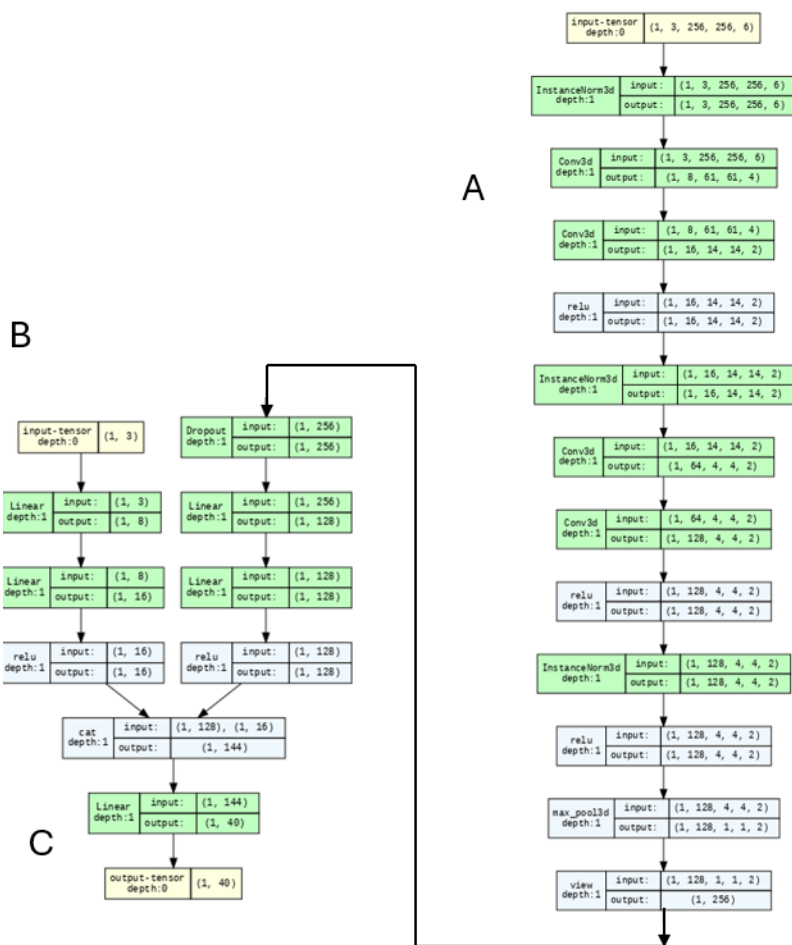 A
input-tensor
depth:0
(1, 3, 256, 256, 6)
InstanceNorm3d
depth:1
input: (1, 3, 256, 256, 6)
output: (1, 3, 256, 256, 6)
Conv3d
depth:1
input: (1, 3, 256, 256, 6)
output: (1, 8, 61, 61, 4)
Conv3d
depth:1
input: (1, 8, 61, 61, 4)
output: (1, 16, 14, 14, 2)
relu
depth:1
input: (1, 16, 14, 14, 2)
output: (1, 16, 14, 14, 2)
InstanceNorm3d
depth:1
input: (1, 16, 14, 14, 2)
output: (1, 16, 14, 14, 2)
Conv3d
depth:1
input: (1, 16, 14, 14, 2)
output: (1, 64, 4, 4, 2)
Conv3d
depth:1
input: (1, 64, 4, 4, 2)
output: (1, 128, 4, 4, 2)
relu
depth:1
input: (1, 128, 4, 4, 2)
output: (1, 128, 4, 4, 2)
InstanceNorm3d
depth:1
input: (1, 128, 4, 4, 2)
output: (1, 128, 4, 4, 2)
relu
depth:1
input: (1, 128, 4, 4, 2)
output: (1, 128, 4, 4, 2)
max_pool3d
depth:1
input: (1, 128, 4, 4, 2)
output: (1, 128, 1, 1, 2)
view
depth:1
input: (1, 128, 1, 1, 2)
output: (1, 256)
B
input-tensor
depth:0
(1, 3)
Linear
depth:1
input: (1, 3)
output: (1, 8)
Linear
depth:1
input: (1, 8)
output: (1, 16)
relu
depth:1
input: (1, 16)
output: (1, 16)
Dropout
depth:1
input: (1, 256)
output: (1, 256)
Linear
depth:1
input: (1, 256)
output: (1, 128)
Linear
depth:1
input: (1, 128)
output: (1, 128)
relu
depth:1
input: (1, 128)
output: (1, 128)
cat
depth:1
input: (1, 128), (1, 16)
output: (1, 144)
C
Linear
depth:1
input: (1, 144)
output: (1, 40)
output-tensor
depth:0
(1, 40)